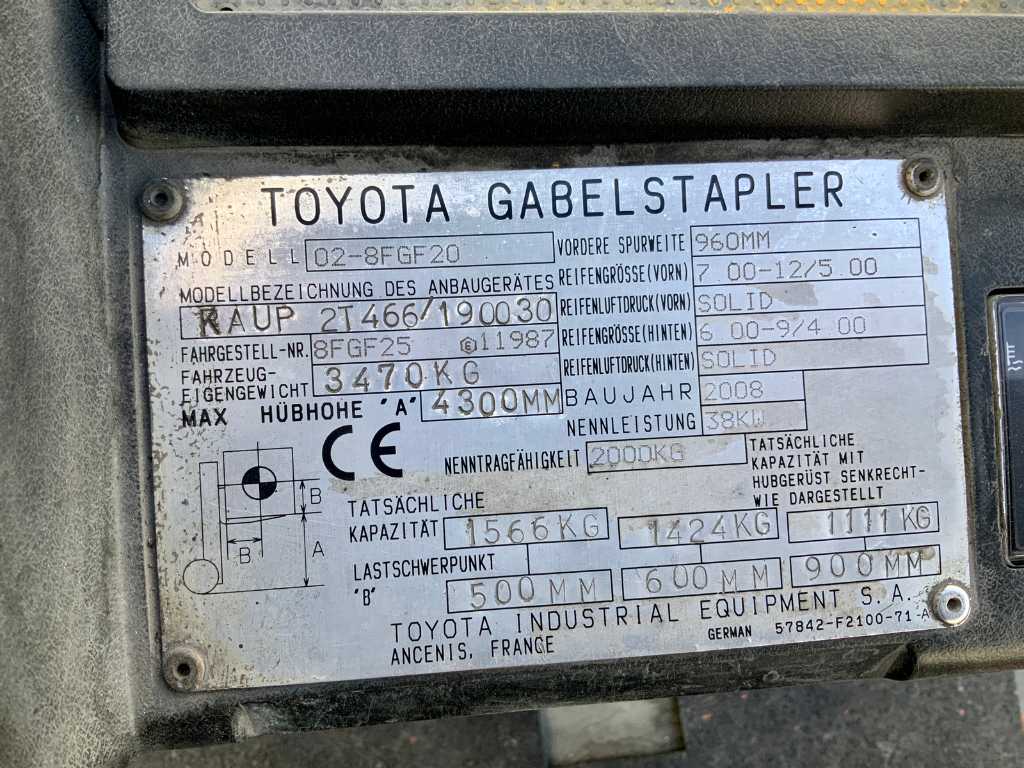 TOYOTA GABELSTAPLER
MODELL 02-8FGF20
MODELLBEZEICHNUNG DES ANBAUGERÄTES
RAUP 2T466/190030
FAHRGESTELL-NR. 8FGF25 Ⓔ11987
FAHRZEUG-
EIGENGEWICHT 3470KG
MAX HÜBHOHE "A" 4300MM
VORDERE SPURWEITE 960MM
REIFENGRÖSSE(VORN) 7 00-12/5.00
REIFENLUFTDRUCK(VORN) SOLID
REIFENGRÖSSE(HINTEN) 6 00-9/4 00
REIFENLUFTDRUCK(HINTEN) SOLID
BAUJAHR 2008
NENNLEISTUNG 38KW
CE
NENNTRAGFÄHIGKEIT 2000KG
TATSÄCHLICHE
KAPAZITÄT MIT
HUBGERÜST SENKRECHT-
WIE DARGESTELLT
B
B
A
TATSÄCHLICHE
KAPAZITÄT 1566KG 1424KG 1111KG
LASTSCHWERPUNKT
"B" 500MM 600MM 900MM
TOYOTA INDUSTRIAL EQUIPMENT S.A.
ANCENIS, FRANCE
GERMAN 57842-F2100-71-A